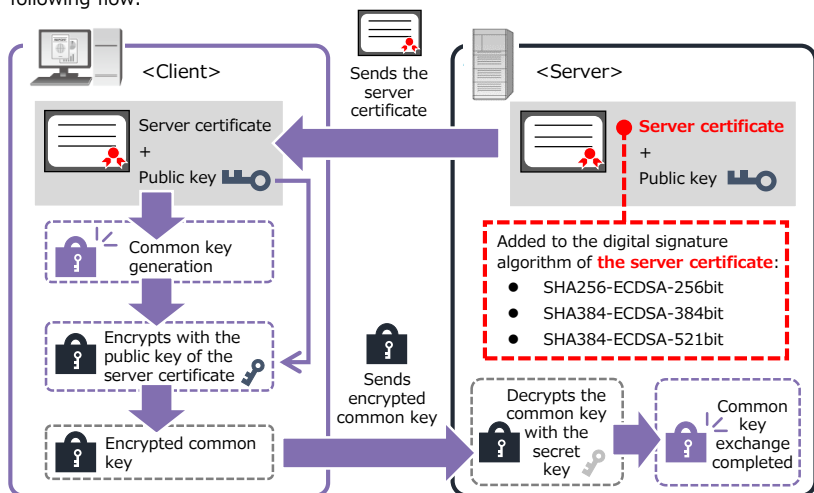 following flow.
<Client>
Sends the
server
certificate
<Server>
Server certificate
+
Public key
Server certificate
+
Public key
Common key
generation
Added to the digital signature
algorithm of the server certificate:
● SHA256-ECDSA-256bit
● SHA384-ECDSA-384bit
● SHA384-ECDSA-521bit
Encrypts with the
public key of the
server certificate
Sends
encrypted
common key
Encrypted common
key
Decrypts the
common key
with the
secret
key
Common
key
exchange
completed